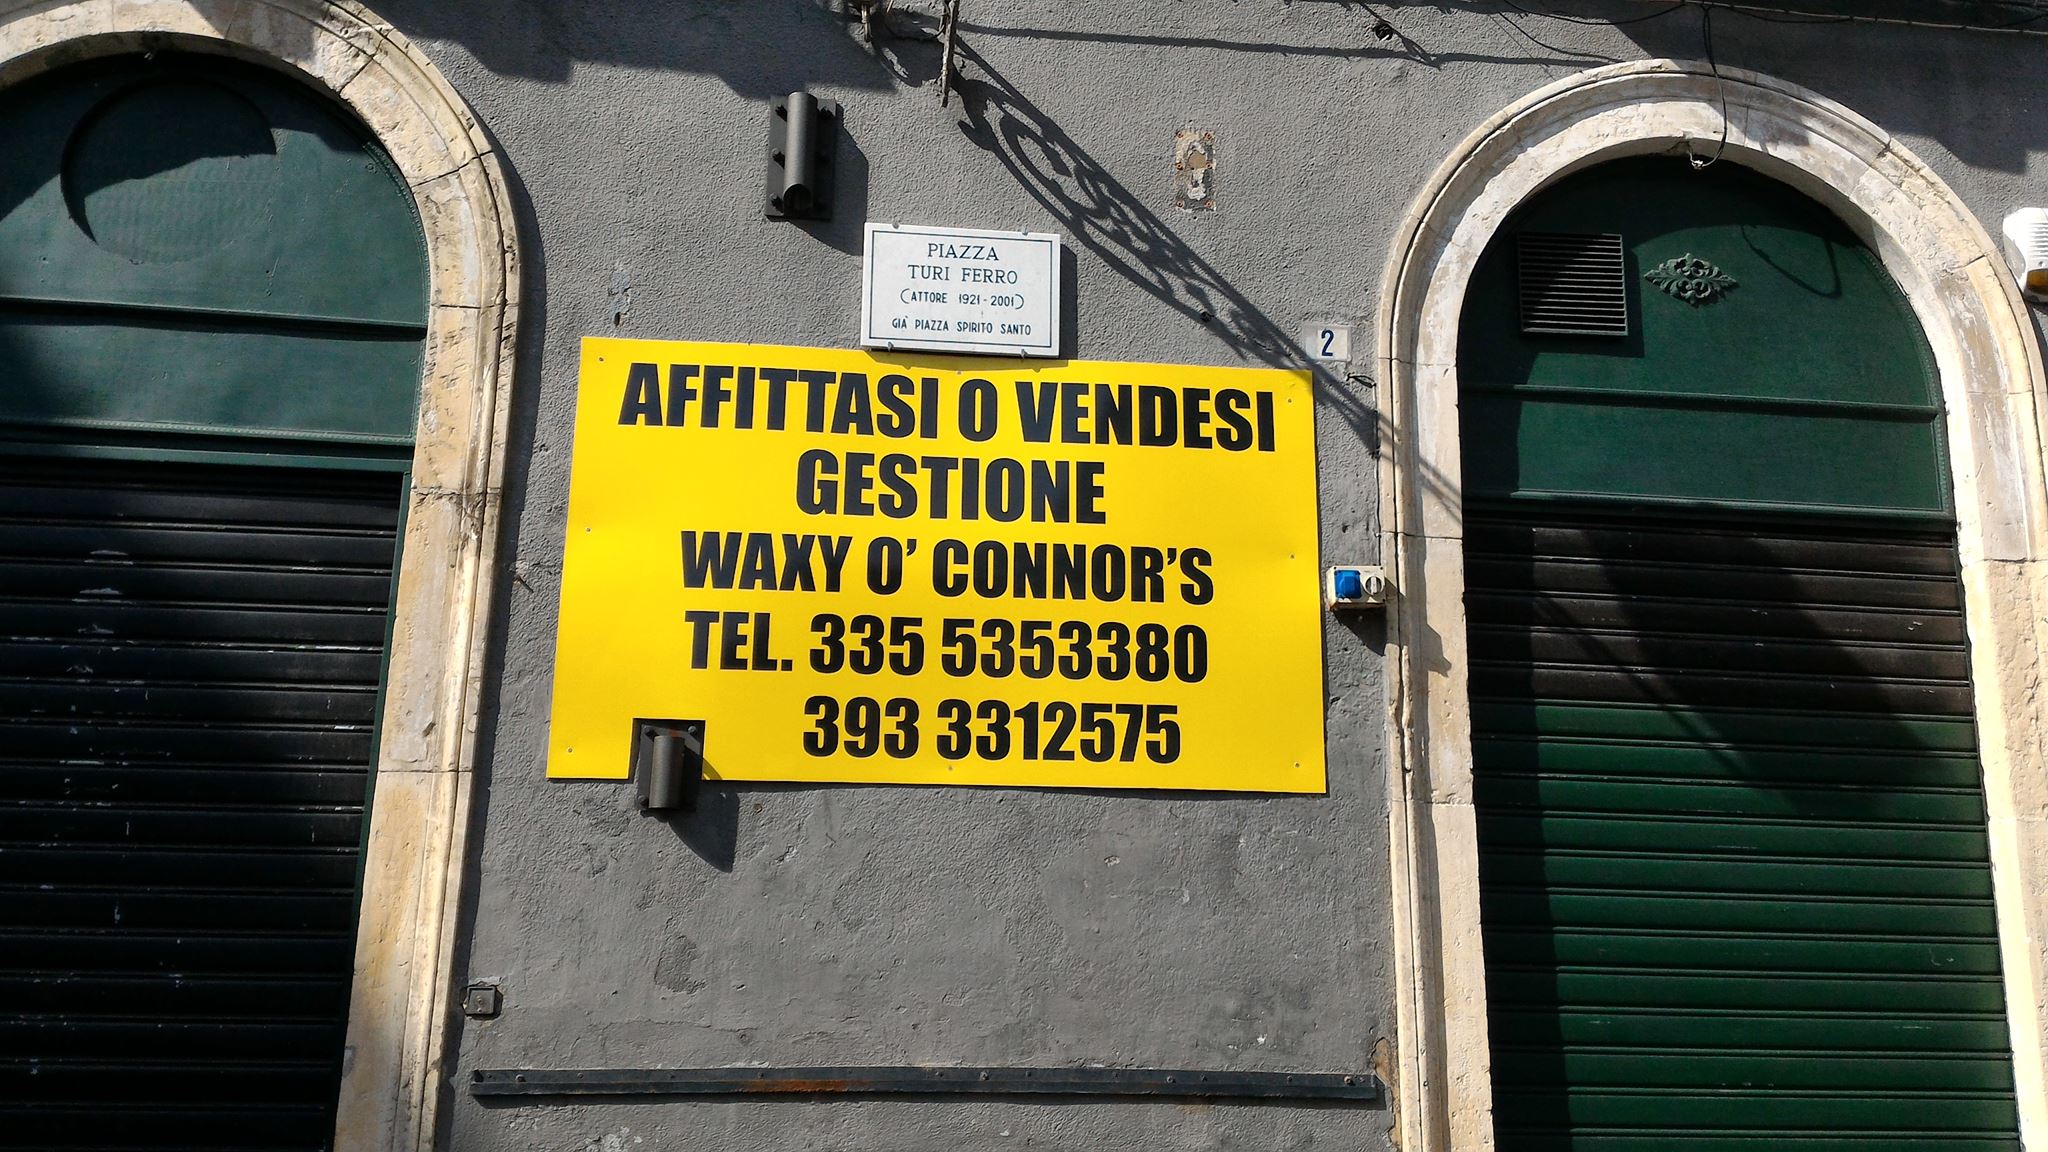 PIAZZA
TURI FERRO
(ATTORE 1921-2001)
GIÀ PIAZZA SPIRITO SANTO
2
AFFITTASI O VENDESI
GESTIONE
WAXY O' CONNOR'S
TEL. 335 5353380
393 3312575